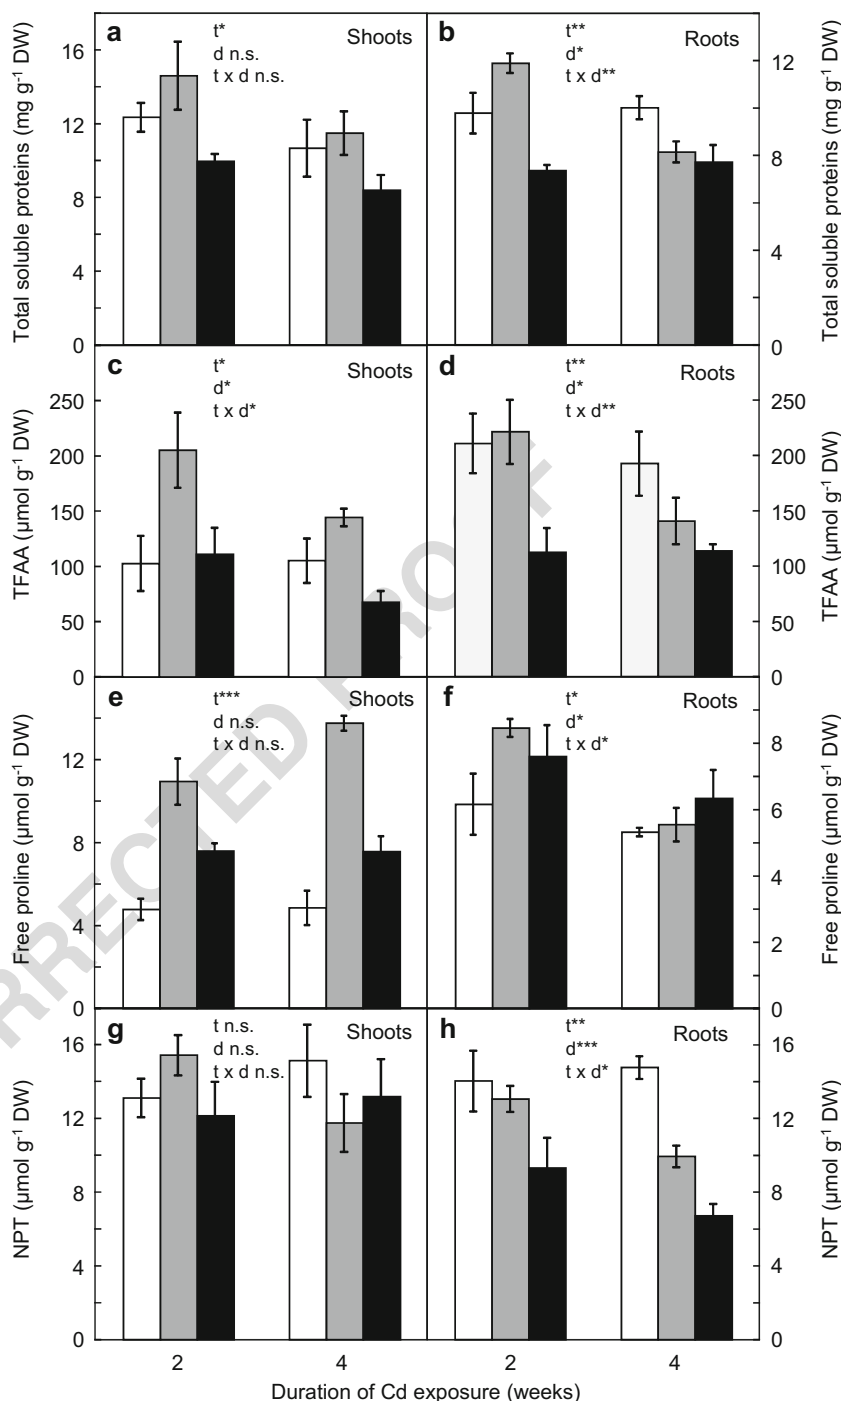 a
t*
d n.s.
t x d n.s.
Shoots
b
t**
d*
t x d**
Roots
Total soluble proteins (mg g⁻¹ DW)
16
12
8
4
0
12
8
4
0
Total soluble proteins (mg g⁻¹ DW)
c
t*
d*
t x d*
Shoots
d
t**
d*
t x d**
Roots
TFAA (µmol g⁻¹ DW)
250
200
150
100
50
0
250
200
150
100
50
0
TFAA (µmol g⁻¹ DW)
e
t***
d n.s.
t x d n.s.
Shoots
f
t*
d*
t x d*
Roots
Free proline (µmol g⁻¹ DW)
12
8
4
0
8
6
4
2
0
Free proline (µmol g⁻¹ DW)
g
t n.s.
d n.s.
t x d n.s.
Shoots
h
t**
d***
t x d*
Roots
NPT (µmol g⁻¹ DW)
16
12
8
4
0
16
12
8
4
0
NPT (µmol g⁻¹ DW)
2
4
2
4
Duration of Cd exposure (weeks)
RRECTED PROOF